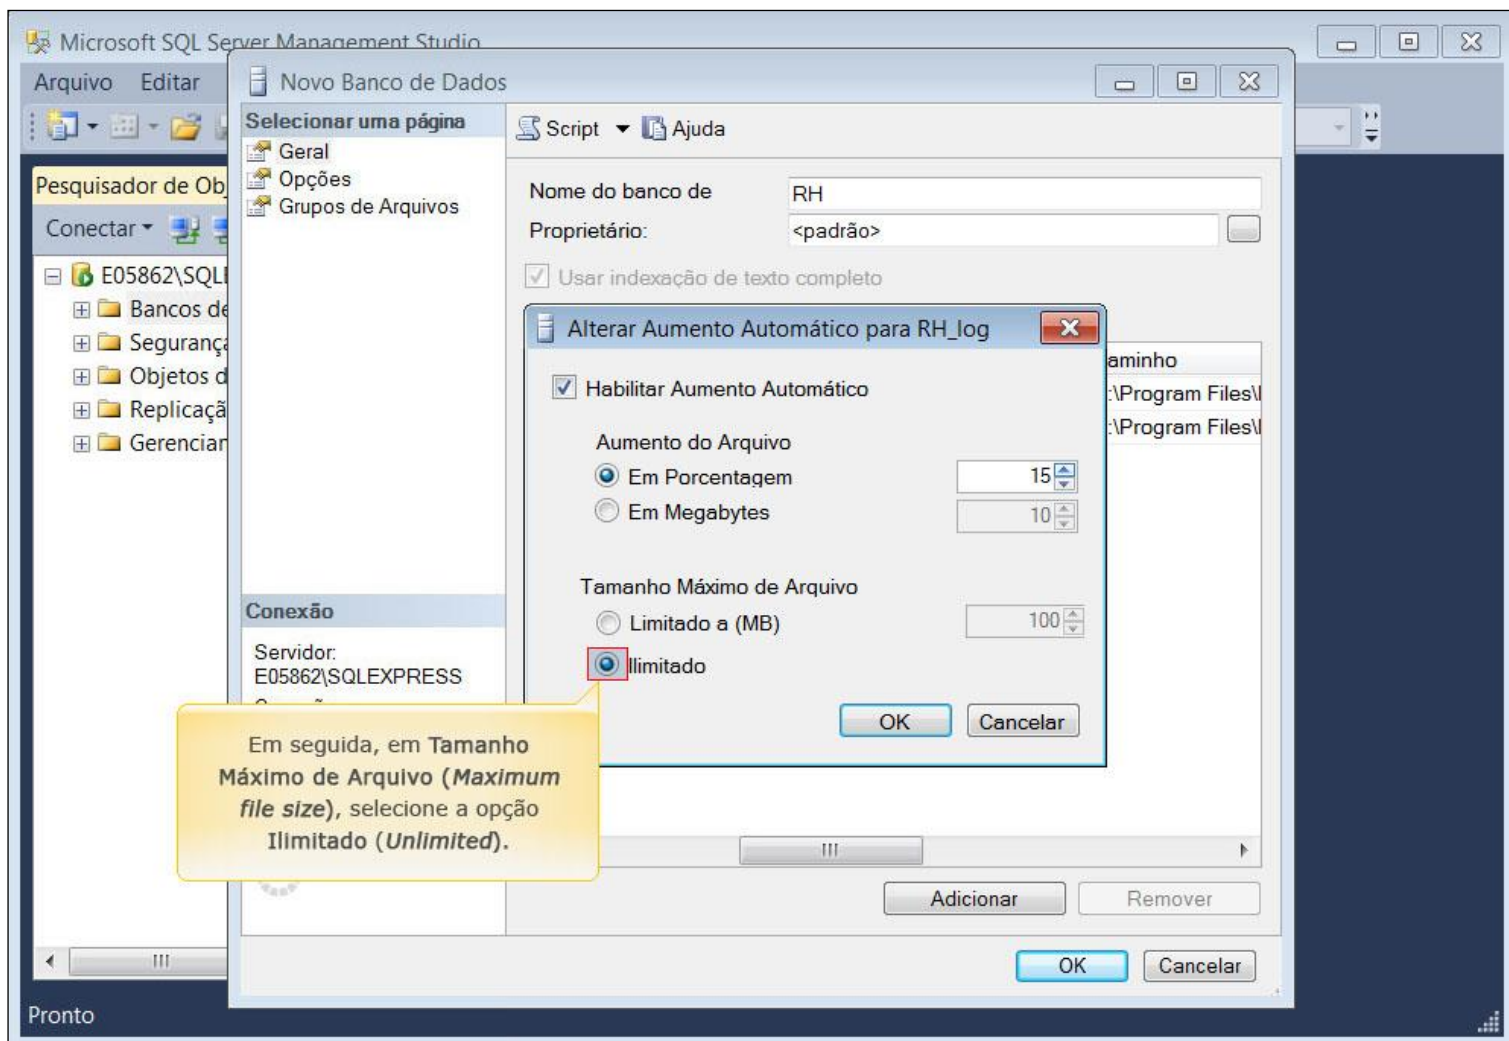 Microsoft SQL Server Management Studio
Arquivo Editar
Novo Banco de Dados
Selecionar uma página
Script Ajuda
Geral
Opções
Grupos de Arquivos
Pesquisador de Obj
Conectar
Nome do banco de RH
Proprietário: <padrão>
Usar indexação de texto completo
E05862\SQLE
Bancos de
Segurança
Objetos d
Replicaçã
Gerencian
Alterar Aumento Automático para RH_log
Habilitar Aumento Automático
Aumento do Arquivo
Em Porcentagem 15
Em Megabytes 10
Tamanho Máximo de Arquivo
Limitado a (MB) 100
Ilimitado
OK Cancelar
aminho
:\Program Files\
:\Program Files\
Conexão
Servidor:
E05862\SQLEXPRESS
Em seguida, em Tamanho
Máximo de Arquivo (Maximum
file size), selecione a opção
Ilimitado (Unlimited).
Adicionar Remover
OK Cancelar
Pronto